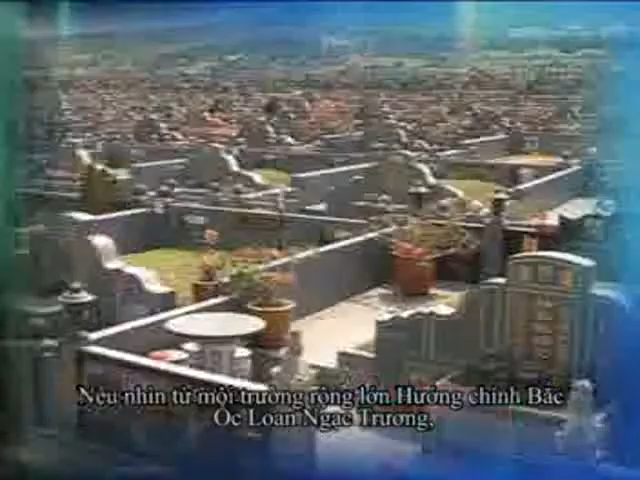 Nếu nhìn từ môi trường rộng lớn Hướng chính Bắc
Ốc Loan Ngạc Trương,